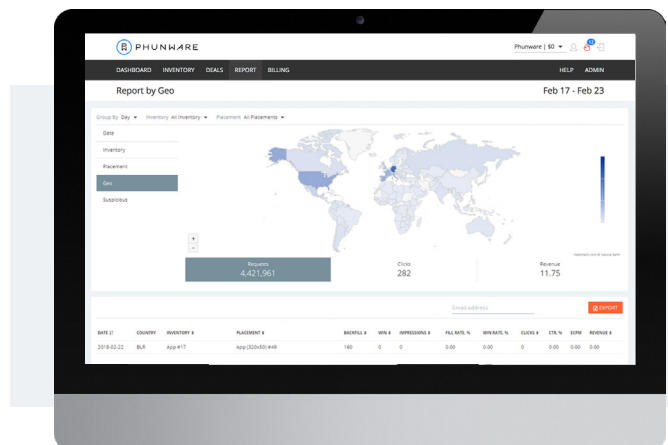 PHUNWARE
Phunware | $0
12
DASHBOARD INVENTORY DEALS REPORT BILLING HELP ADMIN
Report by Geo Feb 17 - Feb 23
Group By Day Inventory All Inventory Placement All Placements
Date
Inventory
Placement
Geo
Suspicious
+
-
Requests Clicks Revenue
4,421,961 282 11.75
Email address EXPORT
DATE COUNTRY INVENTORY PLACEMENT BACKFILL WIN IMPRESSIONS FILL RATE, % WIN RATE, % CLICKS CTR, % ECPM REVENUE
2018-02-22 BLR App #17 App (320x50) #49 160 0 0 0.00 0.00 0 0.00 0.00 0.00